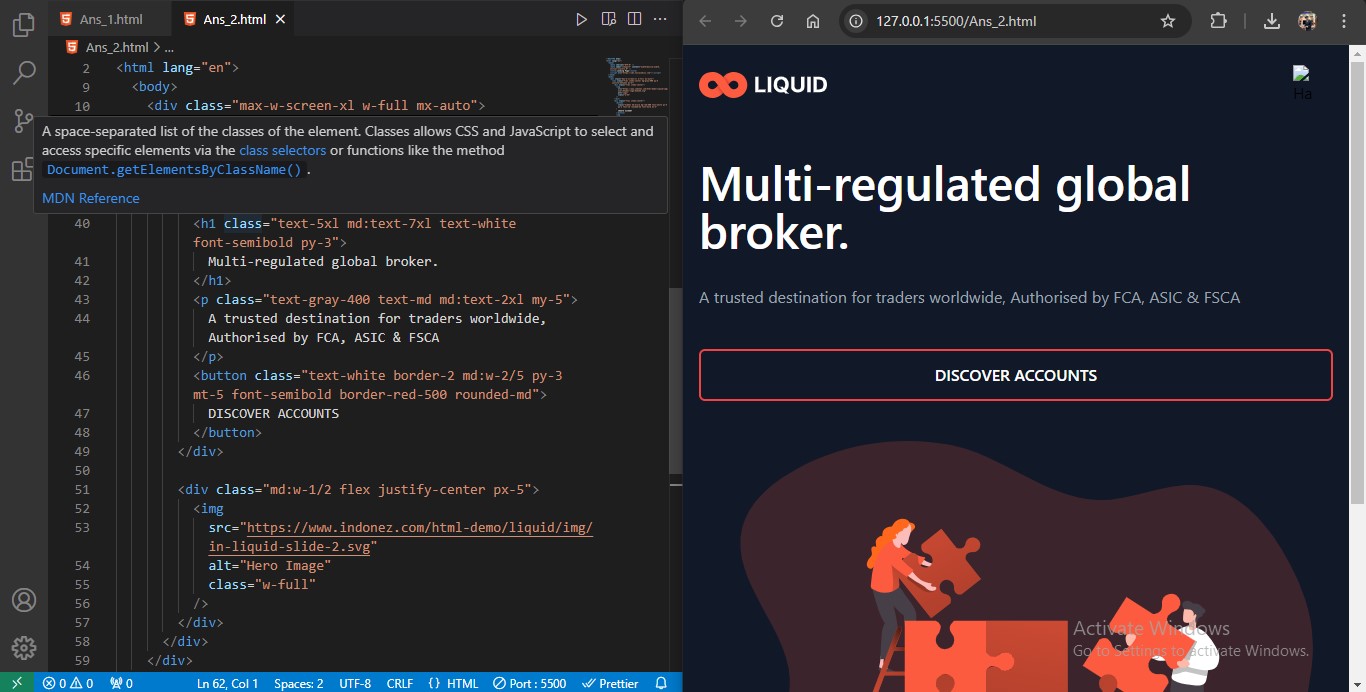 Ans_1.html
Ans_2.html
Ans_2.html > ...
2 <html lang="en">
9 <body>
10 <div class="max-w-screen-xl w-full mx-auto">
A space-separated list of the classes of the element. Classes allows CSS and JavaScript to select and
access specific elements via the class selectors or functions like the method
Document.getElementsByClassName() .
MDN Reference
40 <h1 class="text-5xl md:text-7xl text-white
font-semibold py-3">
41 Multi-regulated global broker.
42 </h1>
43 <p class="text-gray-400 text-md md:text-2xl my-5">
44 A trusted destination for traders worldwide,
Authorised by FCA, ASIC & FSCA
45 </p>
46 <button class="text-white border-2 md:w-2/5 py-3
mt-5 font-semibold border-red-500 rounded-md">
47 DISCOVER ACCOUNTS
48 </button>
49 </div>
50
51 <div class="md:w-1/2 flex justify-center px-5">
52 <img
53 src="https://www.indonez.com/html-demo/liquid/img/
in-liquid-slide-2.svg"
54 alt="Hero Image"
55 class="w-full"
56 />
57 </div>
58 </div>
59 </div>
0 0 0 Ln 62, Col 1 Spaces: 2 UTF-8 CRLF {} HTML Port : 5500 Prettier
127.0.0.1:5500/Ans_2.html
LIQUID
Ha
Multi-regulated global
broker.
A trusted destination for traders worldwide, Authorised by FCA, ASIC & FSCA
DISCOVER ACCOUNTS
Activate Windows
Go to Settings to activate Windows.